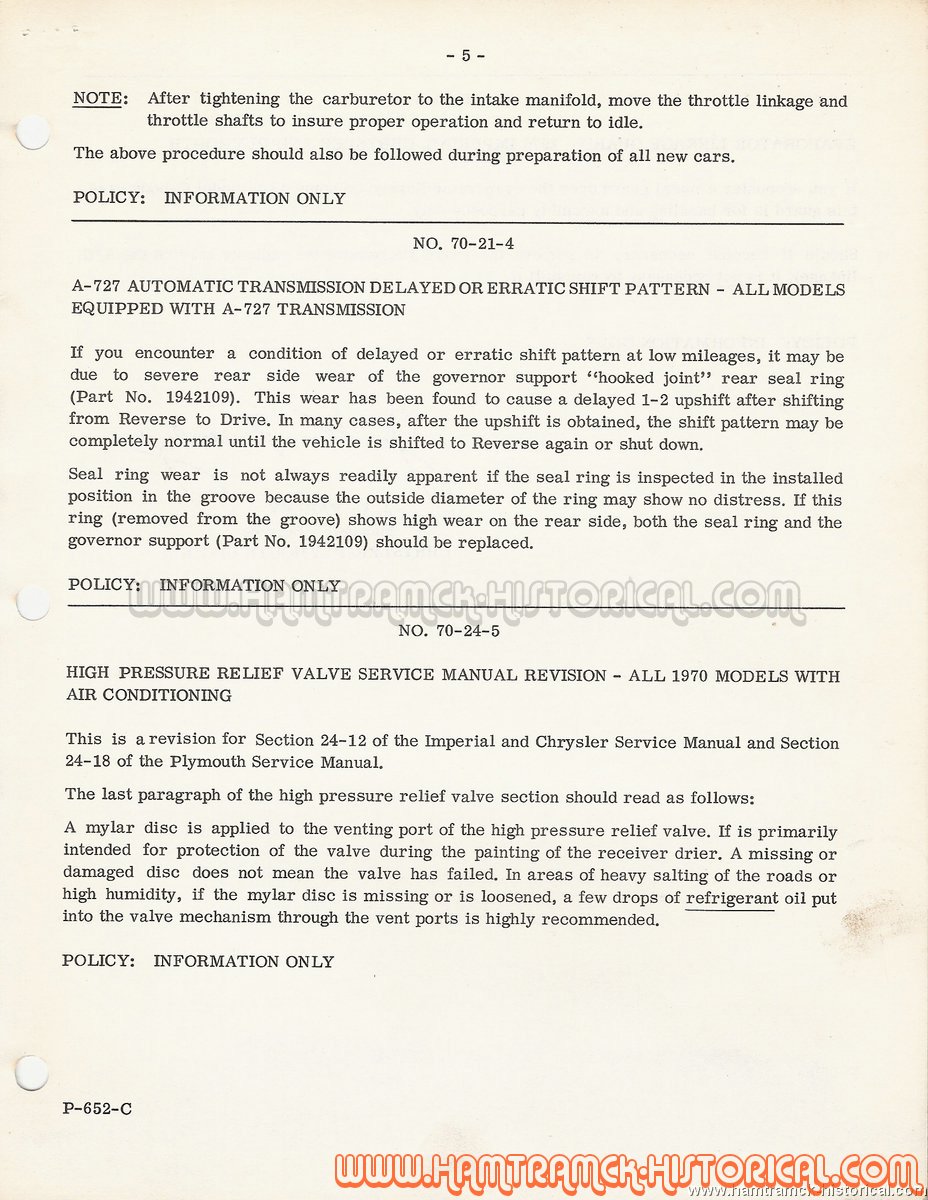 - 5 -
NOTE: After tightening the carburetor to the intake manifold, move the throttle linkage and
throttle shafts to insure proper operation and return to idle.
The above procedure should also be followed during preparation of all new cars.
POLICY: INFORMATION ONLY
NO. 70-21-4
A-727 AUTOMATIC TRANSMISSION DELAYED OR ERRATIC SHIFT PATTERN - ALL MODELS
EQUIPPED WITH A-727 TRANSMISSION
If you encounter a condition of delayed or erratic shift pattern at low mileages, it may be
due to severe rear side wear of the governor support "hooked joint" rear seal ring
(Part No. 1942109). This wear has been found to cause a delayed 1-2 upshift after shifting
from Reverse to Drive. In many cases, after the upshift is obtained, the shift pattern may be
completely normal until the vehicle is shifted to Reverse again or shut down.
Seal ring wear is not always readily apparent if the seal ring is inspected in the installed
position in the groove because the outside diameter of the ring may show no distress. If this
ring (removed from the groove) shows high wear on the rear side, both the seal ring and the
governor support (Part No. 1942109) should be replaced.
POLICY: INFORMATION ONLY
WWW.HAMTRAMCK-HISTORICAL.COM
NO. 70-24-5
HIGH PRESSURE RELIEF VALVE SERVICE MANUAL REVISION - ALL 1970 MODELS WITH
AIR CONDITIONING
This is a revision for Section 24-12 of the Imperial and Chrysler Service Manual and Section
24-18 of the Plymouth Service Manual.
The last paragraph of the high pressure relief valve section should read as follows:
A mylar disc is applied to the venting port of the high pressure relief valve. If is primarily
intended for protection of the valve during the painting of the receiver drier. A missing or
damaged disc does not mean the valve has failed. In areas of heavy salting of the roads or
high humidity, if the mylar disc is missing or is loosened, a few drops of refrigerant oil put
into the valve mechanism through the vent ports is highly recommended.
POLICY: INFORMATION ONLY
P-652-C
WWW.HAMTRAMCK-HISTORICAL.COM
www.hamtramck-historical.com